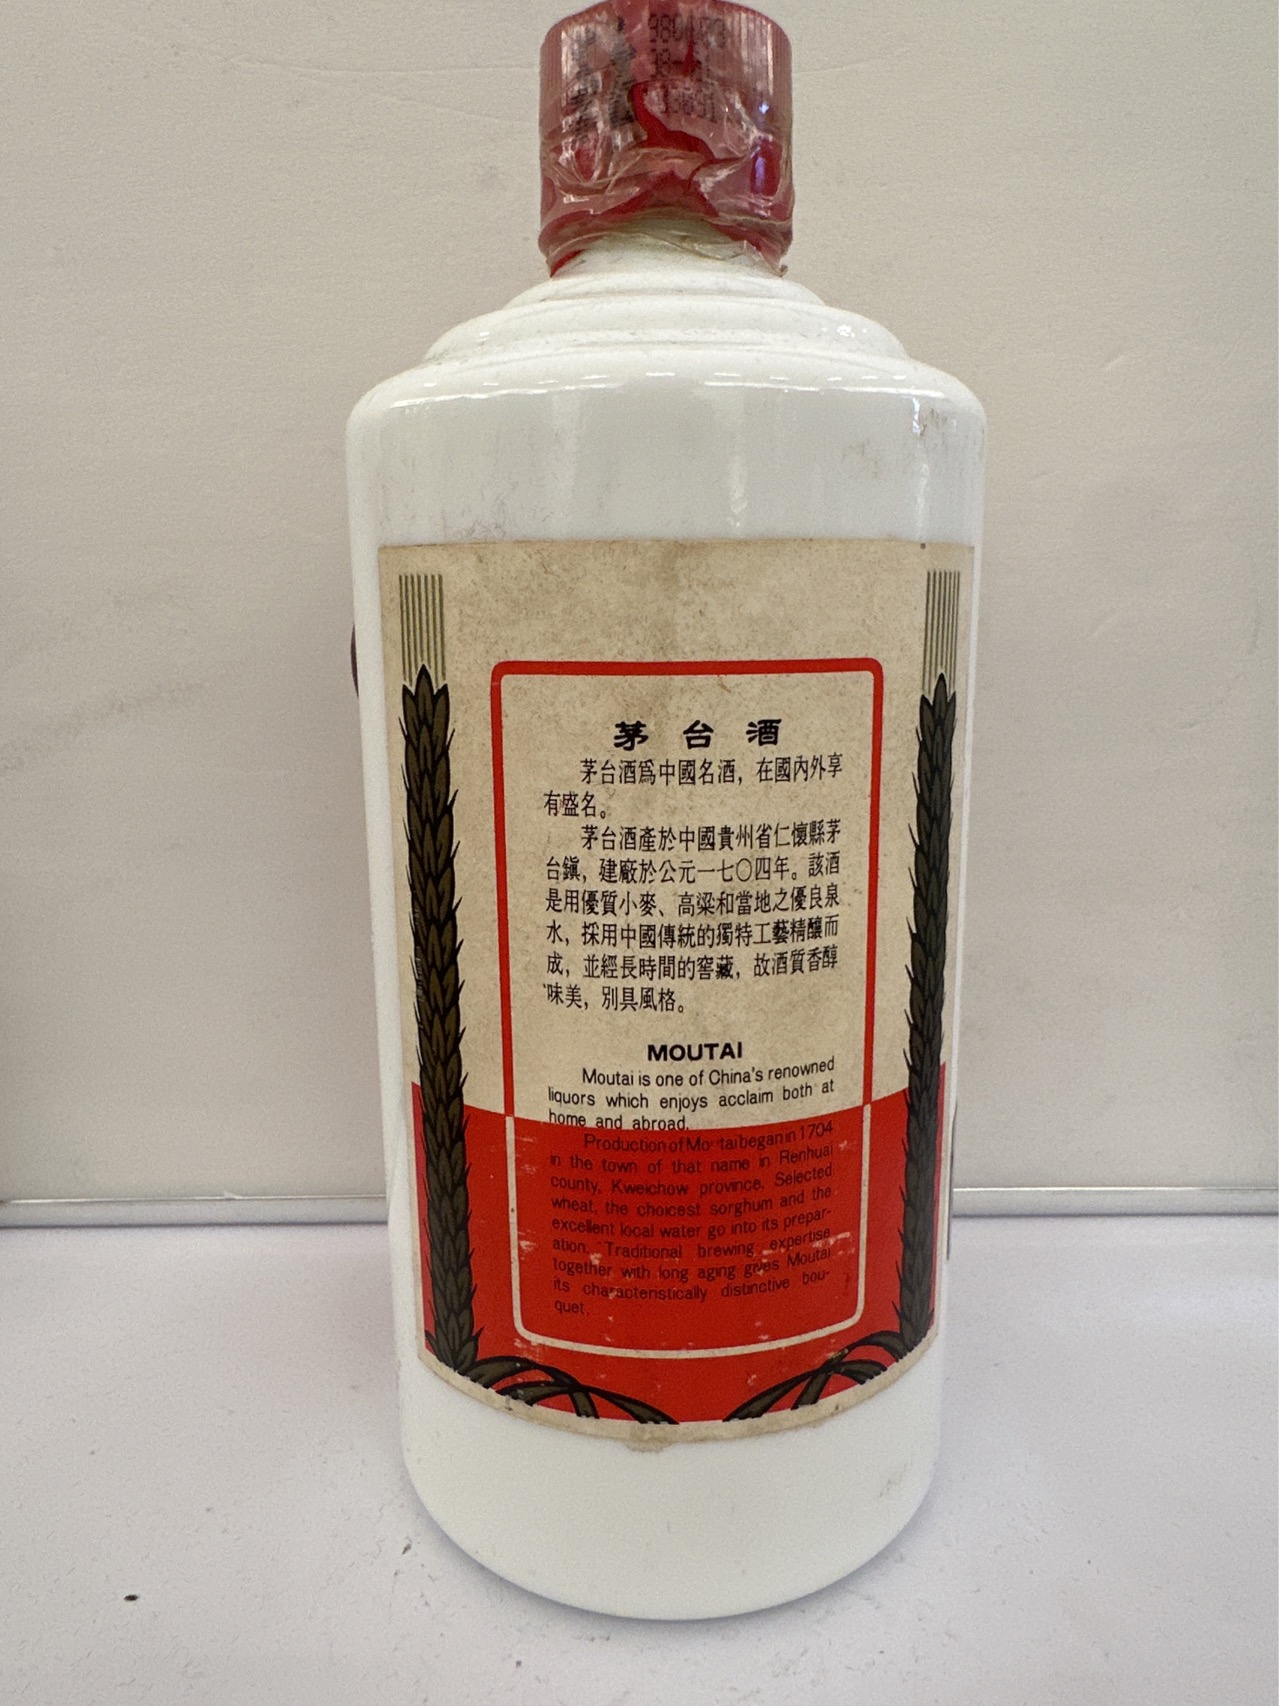 茅台酒
茅台酒爲中國名酒，在國內外享
有盛名。
茅台酒產於中國貴州省仁懷縣茅
台鎭，建廠於公元一七〇四年。該酒
是用優質小麥、高粱和當地之優良泉
水，採用中國傳統的獨特工藝精釀而
成，並經長時間的窖藏，故酒質香醇
味美，別具風格。
MOUTAI
Moutai is one of China's renowned
liquors which enjoys acclaim both at
home and abroad.
Production of Moutai began in 1704
in the town of that name in Renhuai
county, Kweichow province. Selected
wheat, the choicest sorghum and the
excellent local water go into its prepar-
ation. Traditional brewing expertise
together with long aging gives Moutai
its characteristically distinctive bou-
quet.